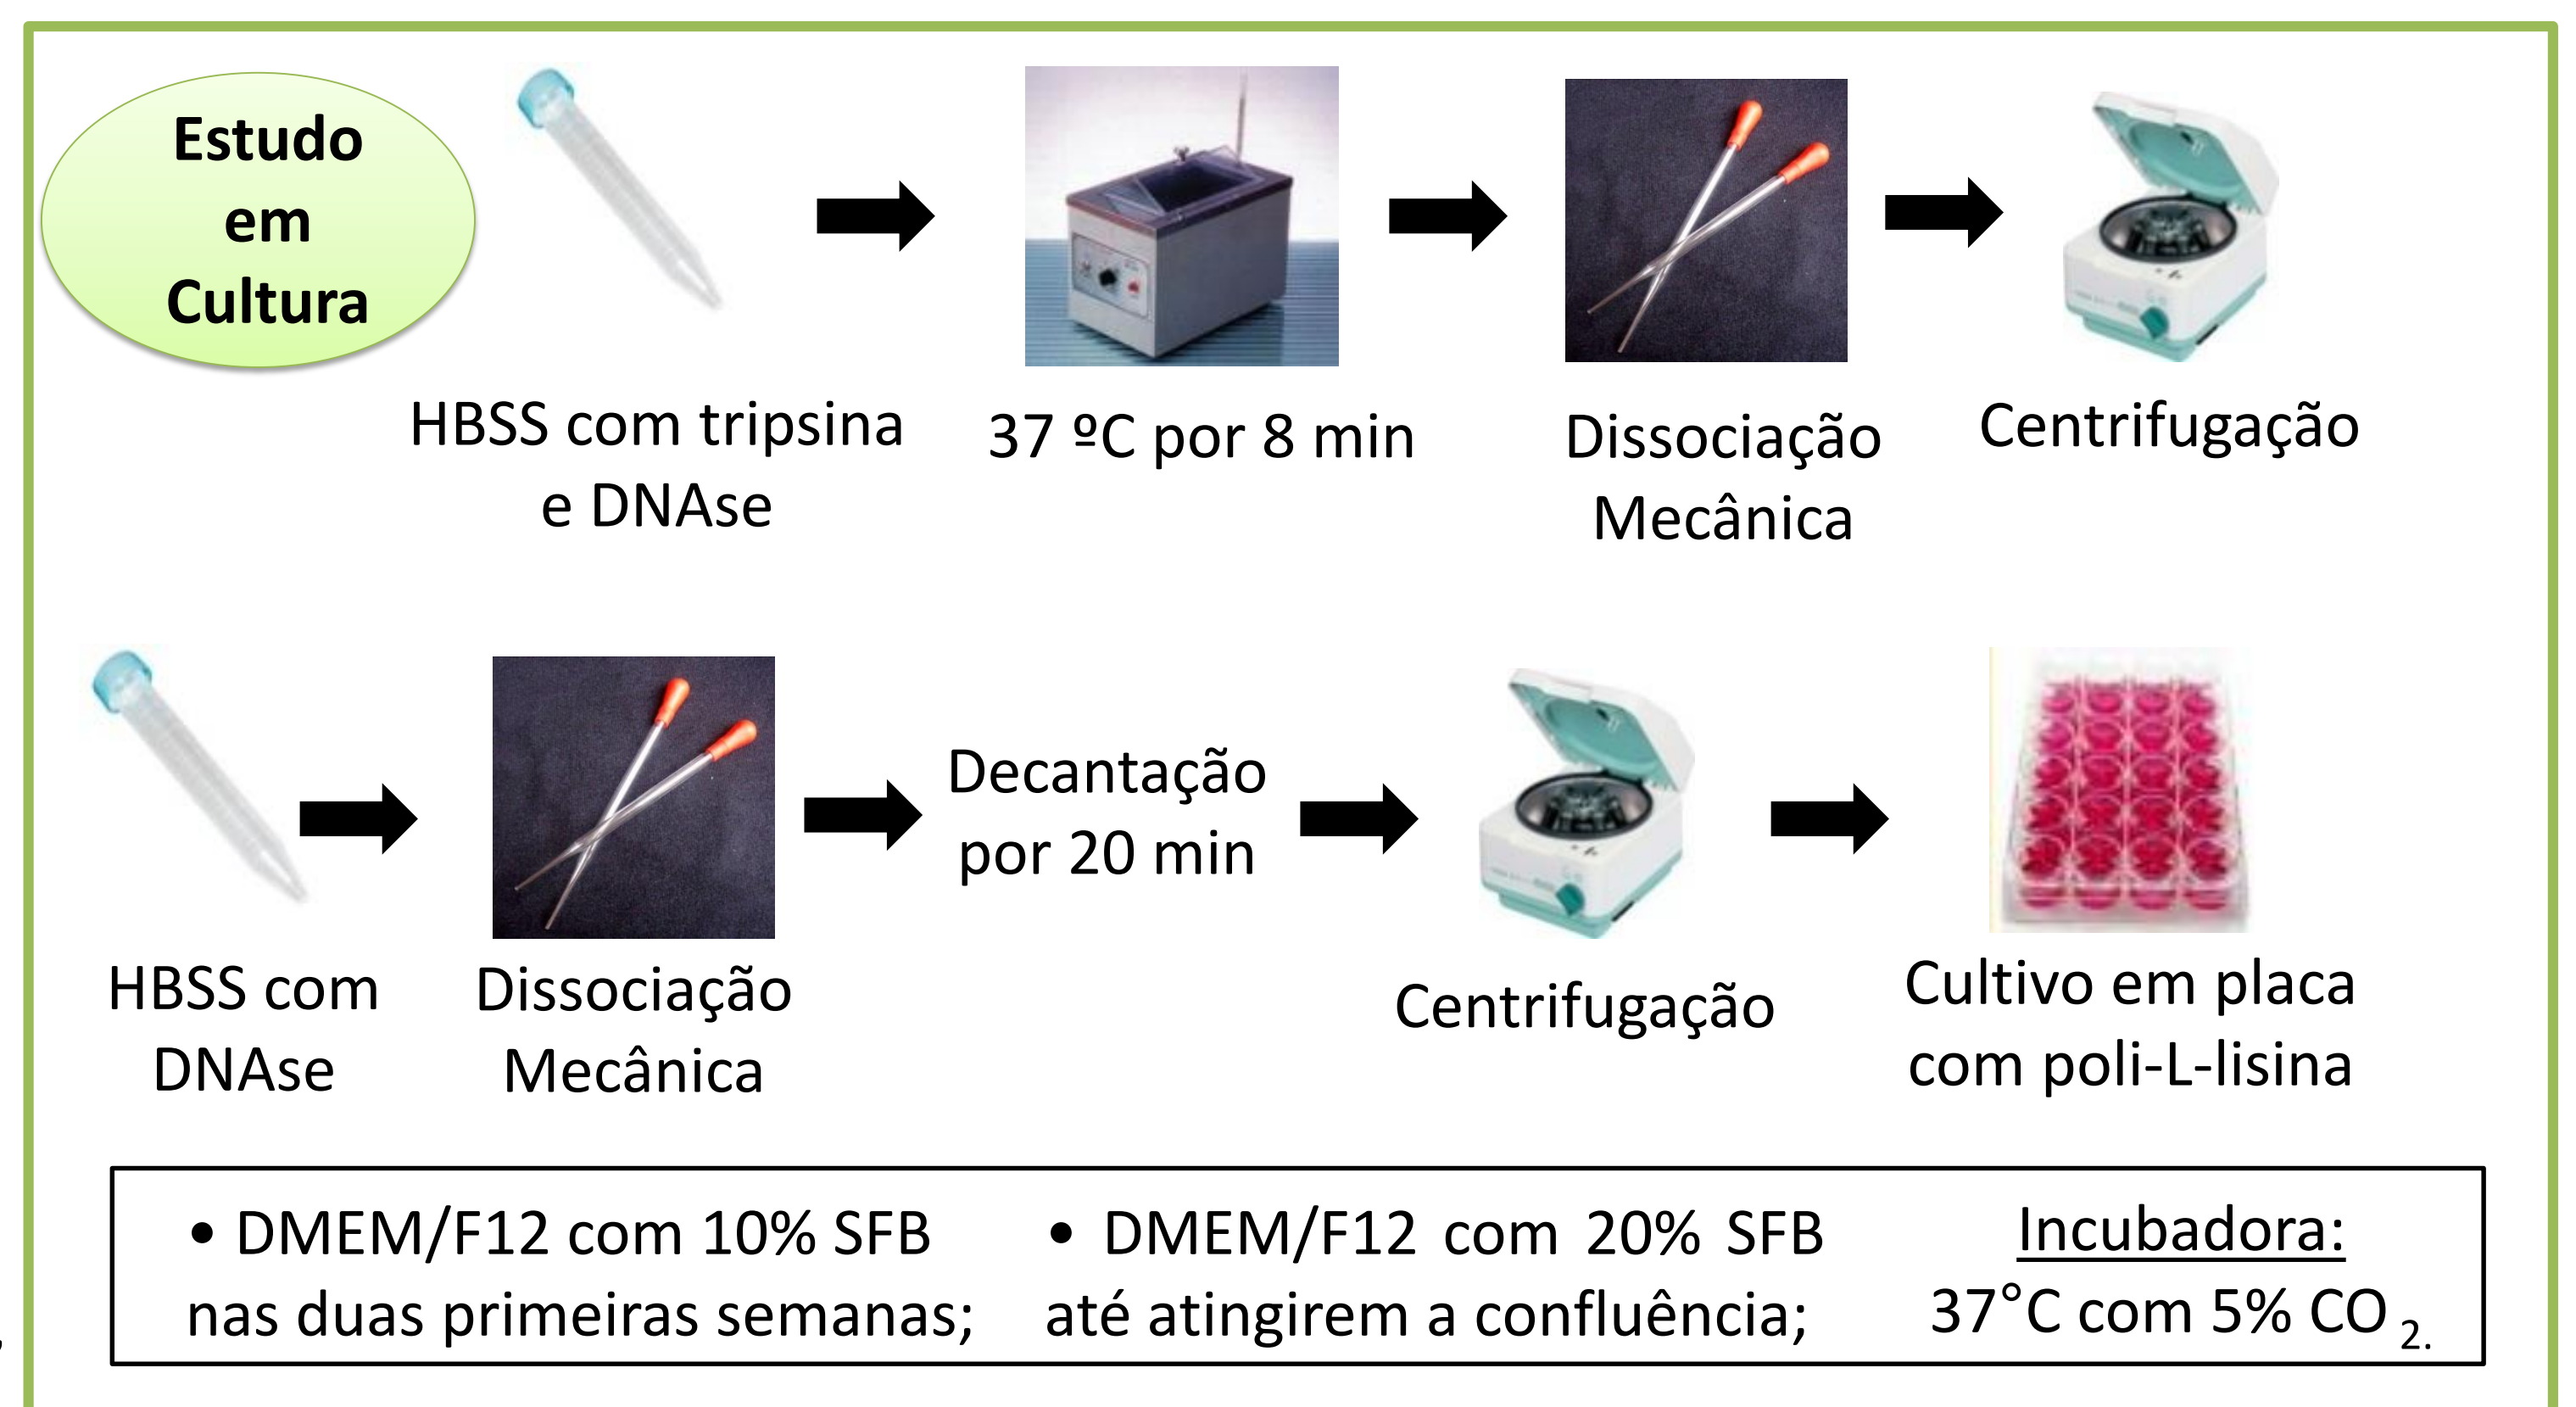 Estudo
em
Cultura
HBSS com tripsina
e DNAse
37 ºC por 8 min
Dissociação
Mecânica
Centrifugação
HBSS com
DNAse
Dissociação
Mecânica
Decantação
por 20 min
Centrifugação
Cultivo em placa
com poli-L-lisina
• DMEM/F12 com 10% SFB
nas duas primeiras semanas;
• DMEM/F12 com 20% SFB
até atingirem a confluência;
Incubadora:
37°C com 5% CO 2.